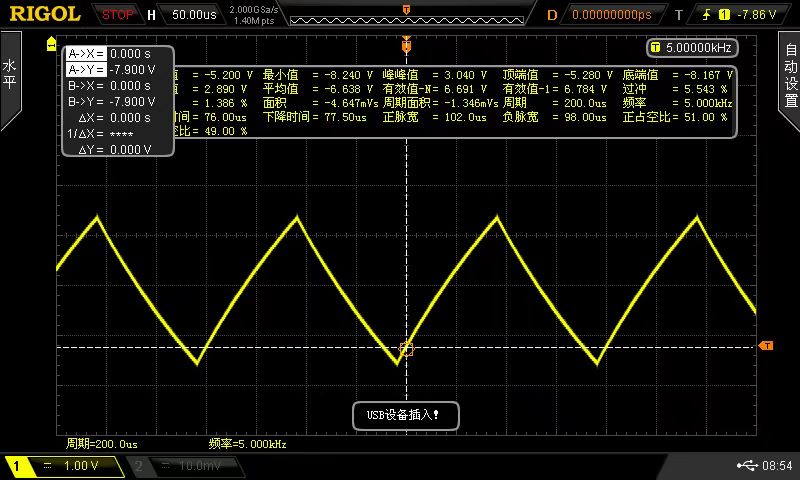 RIGOL STOP H 50.00us 2.000GSa/s 1.40Mpts D 0.00000000ps T 1 -7.86 V
T 5.00000kHz
水平
自动设置
A->X = 0.000 s
A->Y = -7.900 V
B->X = 0.000 s
B->Y = -7.900 V
ΔX = 0.000 s
1/ΔX = ****
ΔY = 0.000 V
值 = -5.200 V 最小值 = -8.240 V 峰峰值 = 3.040 V 顶端值 = -5.280 V 底端值 = -8.167 V
值 = 2.890 V 平均值 = -6.638 V 有效值-N= 6.691 V 有效值-1= 6.784 V 过冲 = 5.543 %
= 1.386 % 面积 = -4.647mVs 周期面积= -1.346mVs 周期 = 200.0us 频率 = 5.000kHz
时间 = 76.00us 下降时间 = 77.50us 正脉宽 = 102.0us 负脉宽 = 98.00us 正占空比= 51.00 %
空比= 49.00 %
T
T
USB设备插入!
周期=200.0us 频率=5.000kHz
1 1.00 V 2 10.0mV 08:54